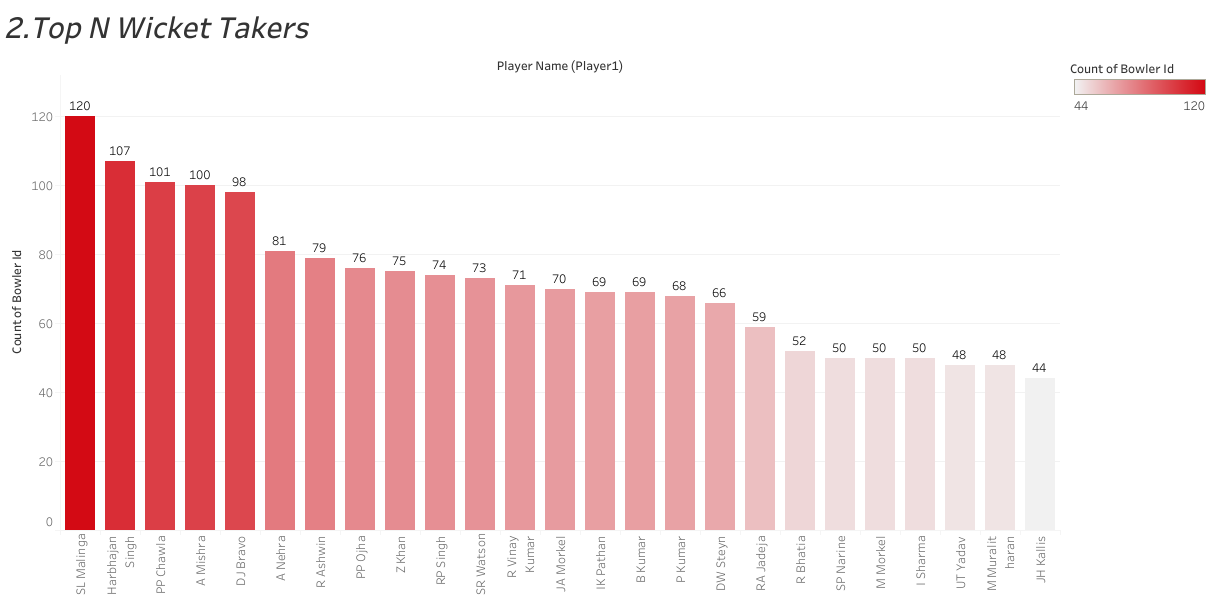 2.Top N Wicket Takers
Player Name (Player1)
Count of Bowler Id
44 120
Count of Bowler Id
120
100
80
60
40
20
0
120
107
101
100
98
81
79
76
75
74
73
71
70
69
69
68
66
59
52
50
50
50
48
48
44
SL Malinga
Harbhajan
Singh
PP Chawla
A Mishra
DJ Bravo
A Nehra
R Ashwin
PP Ojha
Z Khan
RP Singh
SR Watson
R Vinay
Kumar
JA Morkel
IK Pathan
B Kumar
P Kumar
DW Steyn
RA Jadeja
R Bhatia
SP Narine
M Morkel
I Sharma
UT Yadav
M Muralit
haran
JH Kallis